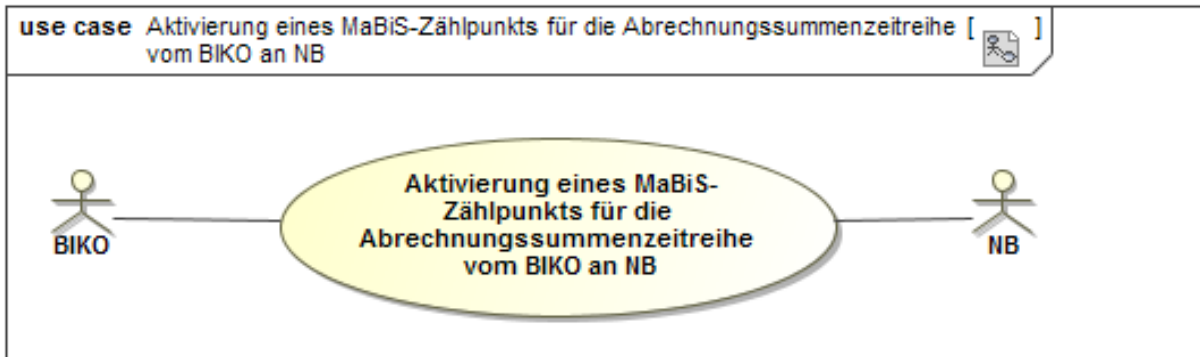 use case Aktivierung eines MaBiS-Zählpunkts für die Abrechnungssummenzeitreihe [ ]
vom BIKO an NB
Aktivierung eines MaBiS-
Zählpunkts für die
Abrechnungssummenzeitreihe
vom BIKO an NB
BIKO
NB